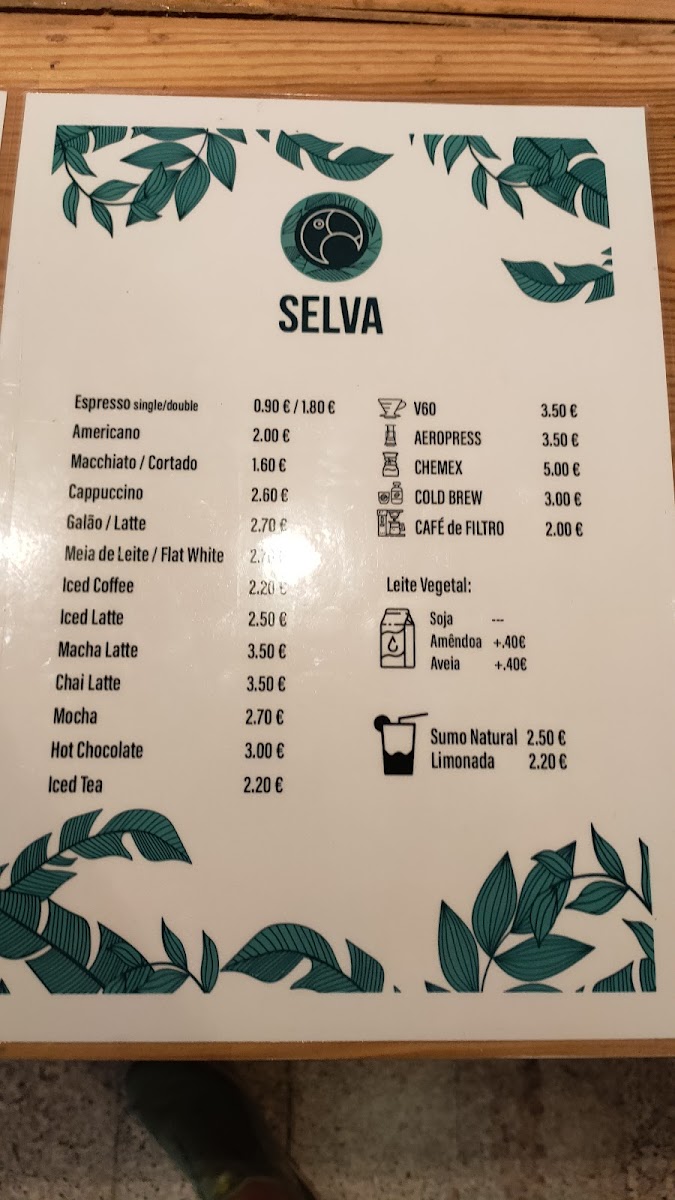 SELVA
Espresso single/double 0.90 € / 1.80 €
Americano 2.00 €
Macchiato / Cortado 1.60 €
Cappuccino 2.60 €
Galão / Latte 2.70 €
Meia de Leite / Flat White
Iced Coffee 2.20 €
Iced Latte 2.50 €
Macha Latte 3.50 €
Chai Latte 3.50 €
Mocha 2.70 €
Hot Chocolate 3.00 €
Iced Tea 2.20 €
V60 3.50 €
AEROPRESS 3.50 €
CHEMEX 5.00 €
COLD BREW 3.00 €
CAFÉ de FILTRO 2.00 €
Leite Vegetal:
Soja ---
Amêndoa +.40€
Aveia +.40€
Sumo Natural 2.50 €
Limonada 2.20 €